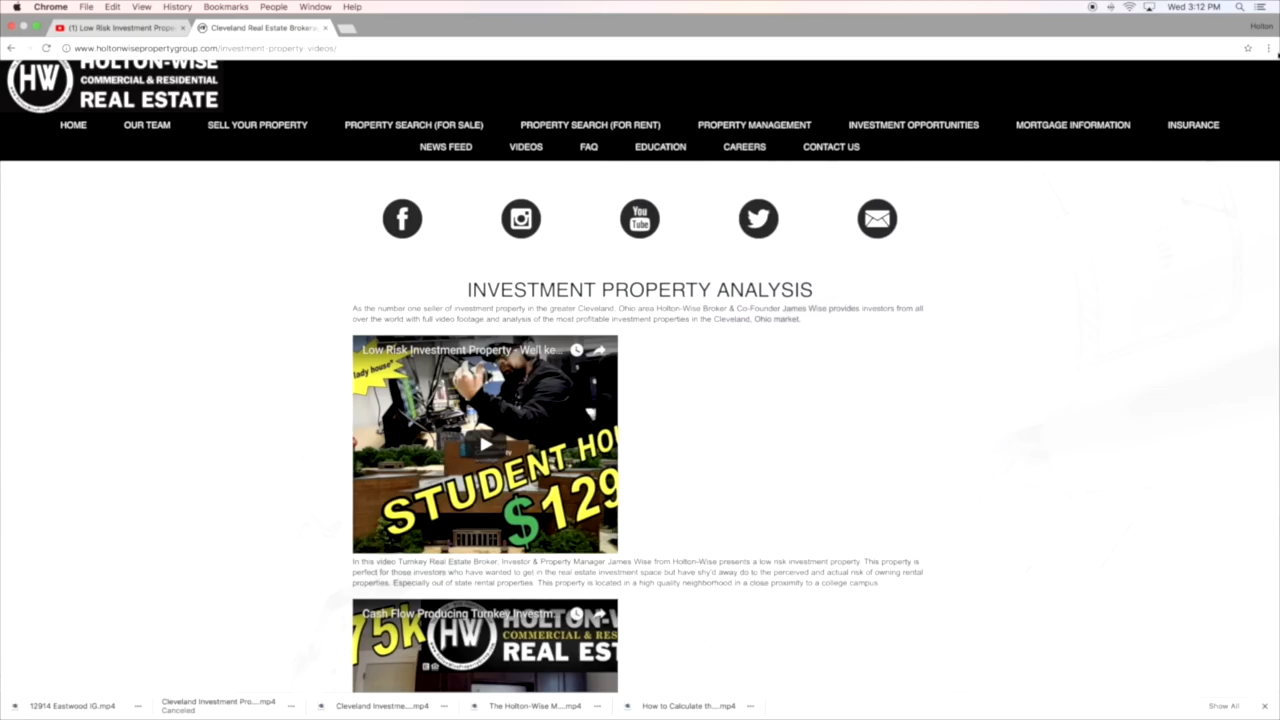 Chrome File Edit View History Bookmarks People Window Help Wed 3:12 PM
(1) Low Risk Investment Prope Cleveland Real Estate Brokera Holton
www.holtonwisepropertygroup.com/investment-property-videos/
HW HOLTON-WISE
COMMERCIAL & RESIDENTIAL
REAL ESTATE
HOME OUR TEAM SELL YOUR PROPERTY PROPERTY SEARCH (FOR SALE) PROPERTY SEARCH (FOR RENT) PROPERTY MANAGEMENT INVESTMENT OPPORTUNITIES MORTGAGE INFORMATION INSURANCE
NEWS FEED VIDEOS FAQ EDUCATION CAREERS CONTACT US
You
Tube
INVESTMENT PROPERTY ANALYSIS
As the number one seller of investment property in the greater Cleveland, Ohio area Holton-Wise Broker & Co-Founder James Wise provides investors from all
over the world with full video footage and analysis of the most profitable investment properties in the Cleveland, Ohio market.
Low Risk Investment Property - We'll ke...
lady house"
STUDENT HOU
$129
In this video Turnkey Real Estate Broker, Investor & Property Manager James Wise from Holton-Wise presents a low risk investment property. This property is
perfect for those investors who have wanted to get in the real estate investment space but have shy'd away do to the perceived and actual risk of owning rental
properties. Especially out of state rental properties. This property is located in a high quality neighborhood in a close proximity to a college campus
Cash Flow Producing Turnkey Investm...
75k HW HOLTON-W
COMMERCIAL & RES
REAL EST
12914 Eastwood IG.mp4 Cleveland Investment Pro....mp4 Cleveland Investme....mp4 The Holton-Wise M....mp4 How to Calculate th....mp4 Show All
Canceled